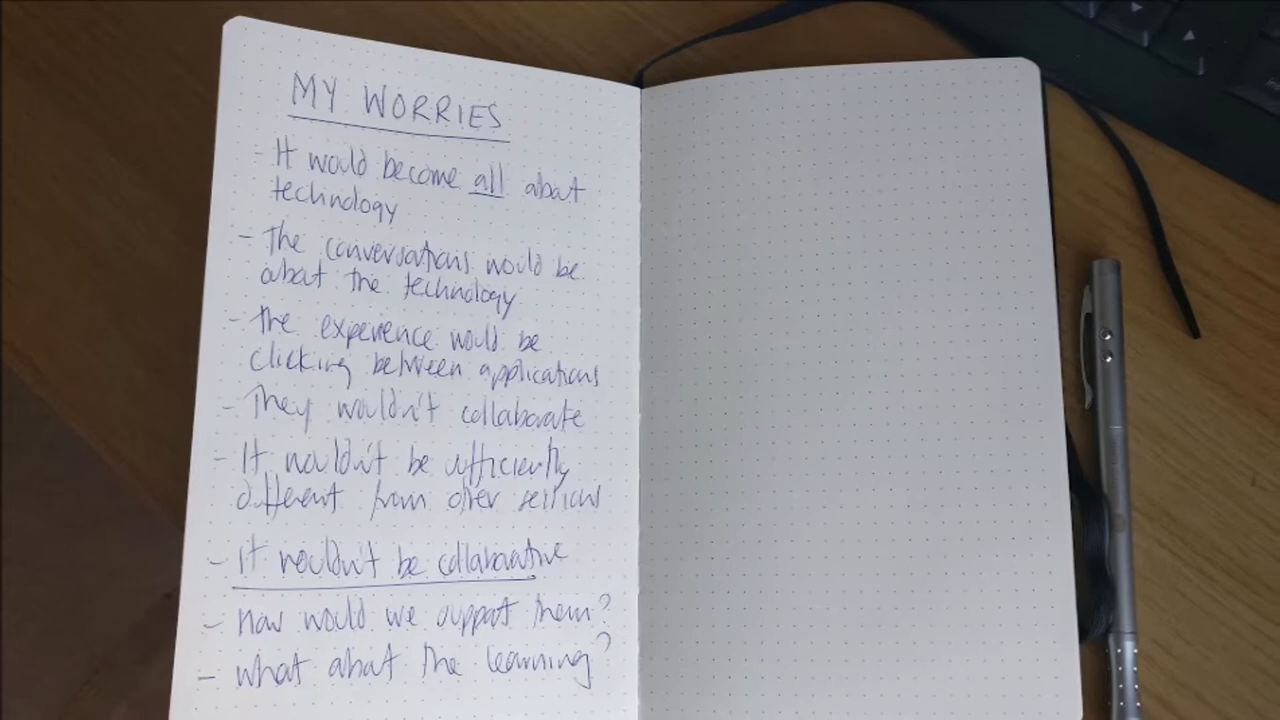 MY WORRIES
- It would become all about
technology
- The conversations would be
about the technology
- The experience would be
clicking between applications
- They wouldn't collaborate
- It wouldn't be sufficiently
different from other sessions
- It wouldn't be collaborative
- How would we support them?
- What about the learning?